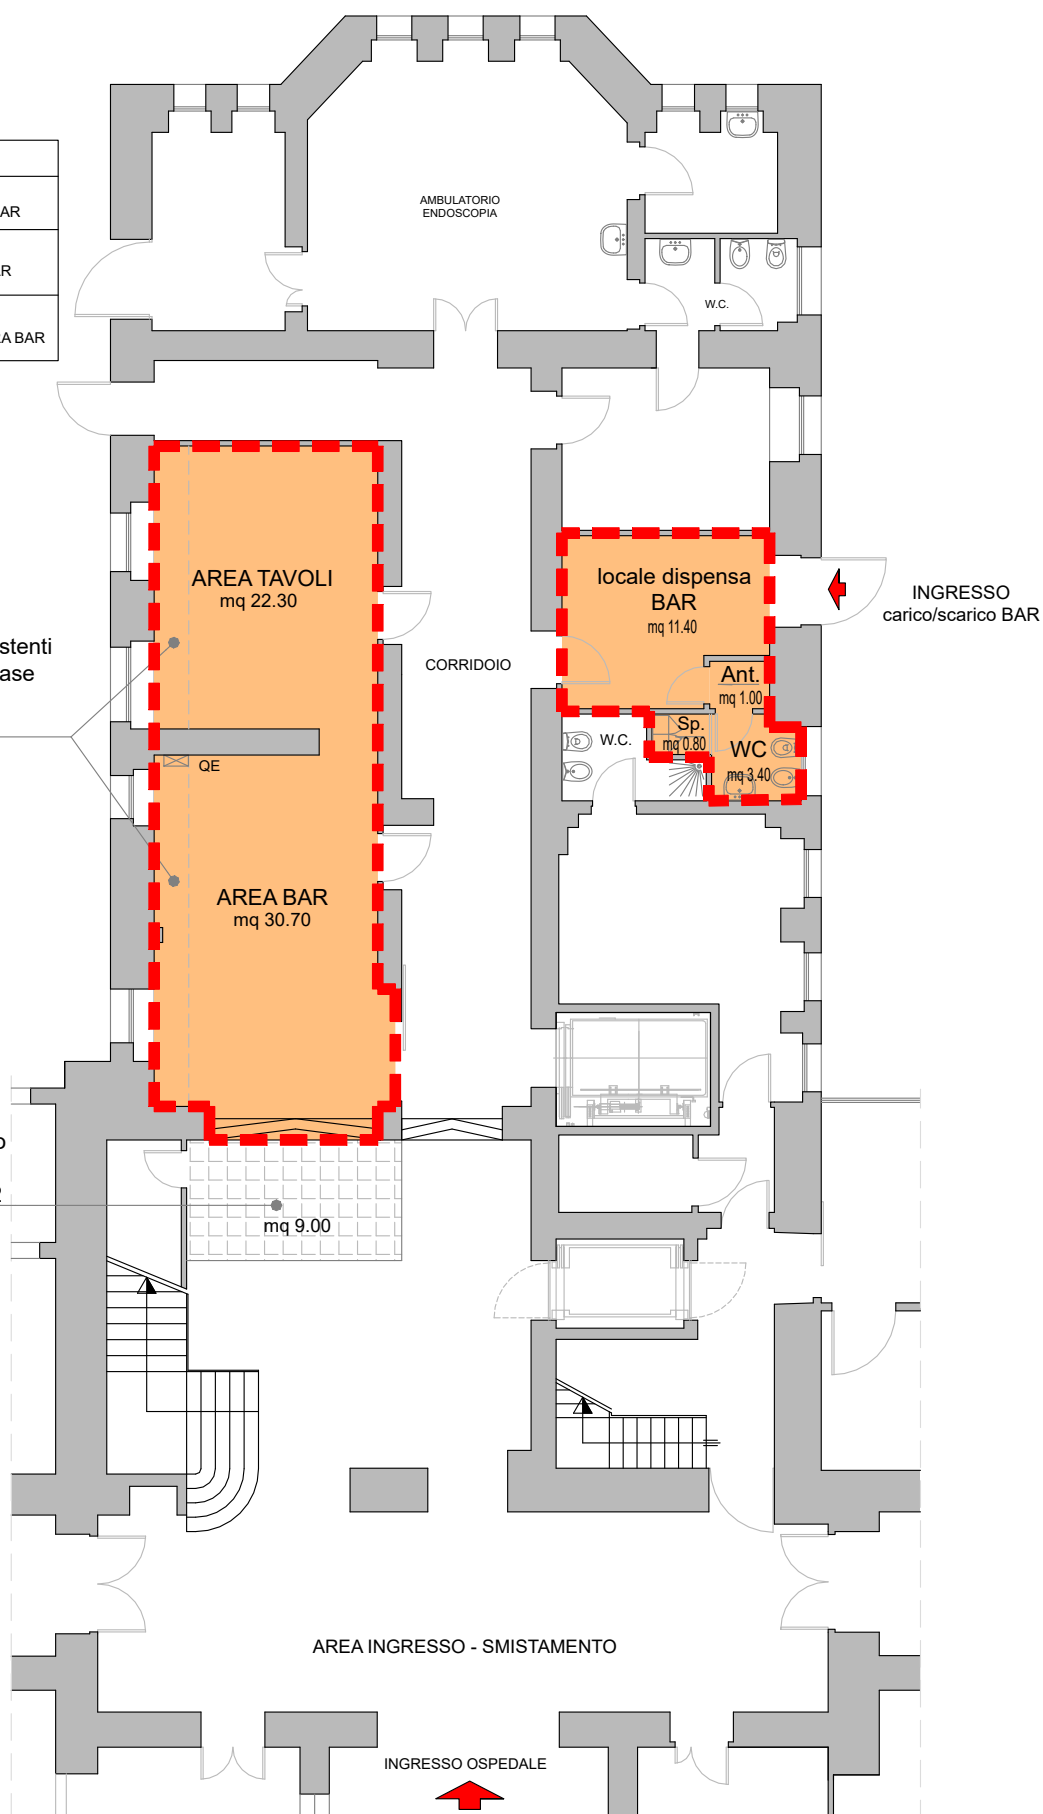 AMBULATORIO
ENDOSCOPIA
AR
R
A BAR
W.C.
AREA TAVOLI
mq 22.30
locale dispensa
BAR
mq 11.40
INGRESSO
carico/scarico BAR
stenti
ase
CORRIDOIO
Ant.
mq 1.00
Sp.
mq 0.80
W.C.
WC
mq 3.40
QE
AREA BAR
mq 30.70
o
2
mq 9.00
AREA INGRESSO - SMISTAMENTO
INGRESSO OSPEDALE